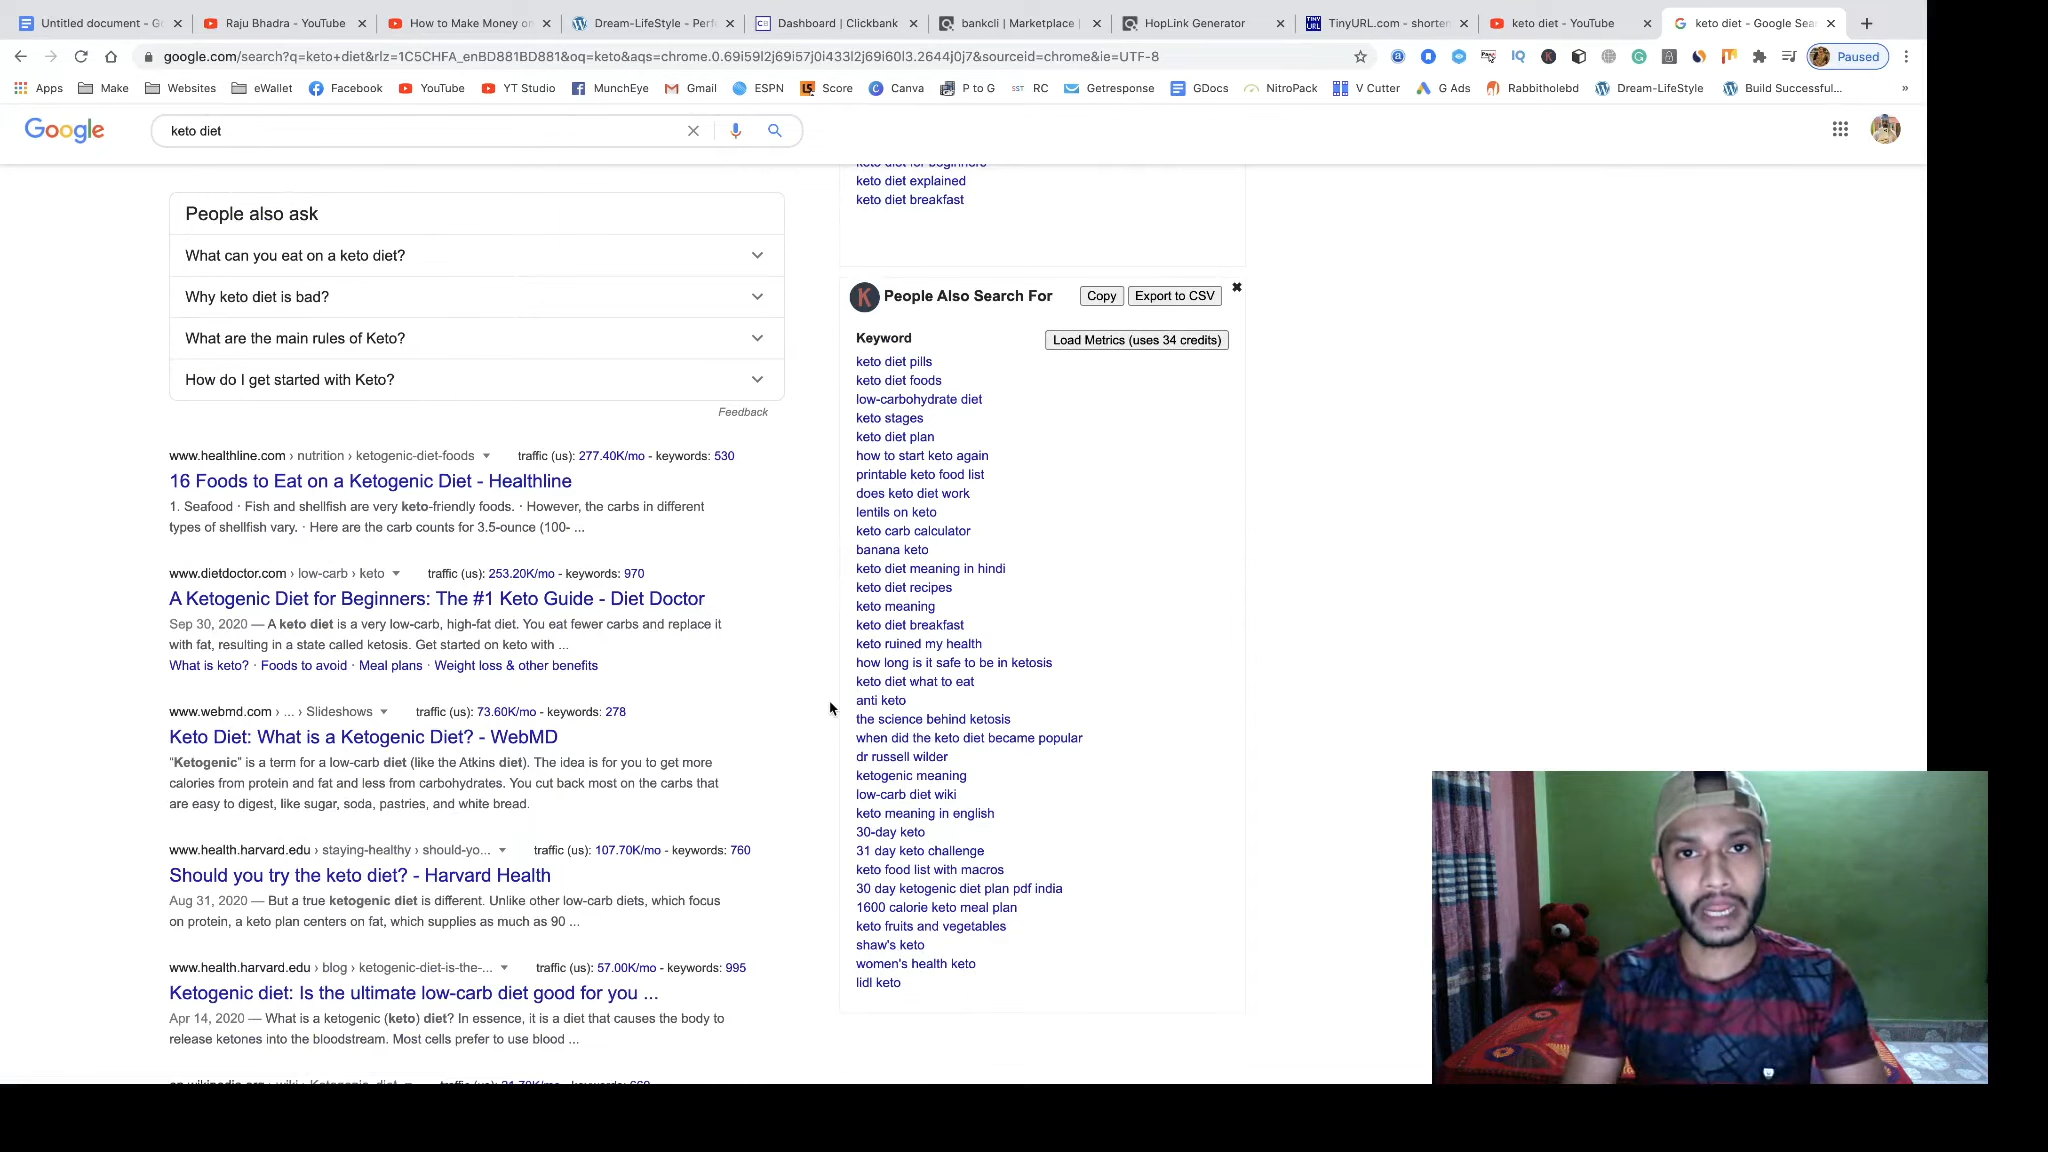 Untitled document - G
Raju Bhadra - YouTube
How to Make Money on
Dream-LifeStyle - Perf
Dashboard | Clickbank
bankcli | Marketplace |
HopLink Generator
TinyURL.com - shorten
keto diet - YouTube
keto diet - Google Sear
google.com/search?q=keto+diet&rlz=1C5CHFA_enBD881BD881&oq=keto&aqs=chrome.0.69i59l2j69i57j0i433l2j69i60l3.2644j0j7&sourceid=chrome&ie=UTF-8
Paused
Apps
Make
Websites
eWallet
Facebook
YouTube
YT Studio
MunchEye
Gmail
ESPN
Score
Canva
P to G
RC
Getresponse
GDocs
NitroPack
V Cutter
G Ads
Rabbitholebd
Dream-LifeStyle
Build Successful...
»
Google
keto diet
People also ask
What can you eat on a keto diet?
Why keto diet is bad?
What are the main rules of Keto?
How do I get started with Keto?
Feedback
www.healthline.com › nutrition › ketogenic-diet-foods traffic (us): 277.40K/mo - keywords: 530
16 Foods to Eat on a Ketogenic Diet - Healthline
1. Seafood · Fish and shellfish are very keto-friendly foods. · However, the carbs in different
types of shellfish vary. · Here are the carb counts for 3.5-ounce (100- ...
www.dietdoctor.com › low-carb › keto traffic (us): 253.20K/mo - keywords: 970
A Ketogenic Diet for Beginners: The #1 Keto Guide - Diet Doctor
Sep 30, 2020 — A keto diet is a very low-carb, high-fat diet. You eat fewer carbs and replace it
with fat, resulting in a state called ketosis. Get started on keto with ...
What is keto? · Foods to avoid · Meal plans · Weight loss & other benefits
www.webmd.com › ... › Slideshows traffic (us): 73.60K/mo - keywords: 278
Keto Diet: What is a Ketogenic Diet? - WebMD
“Ketogenic” is a term for a low-carb diet (like the Atkins diet). The idea is for you to get more
calories from protein and fat and less from carbohydrates. You cut back most on the carbs that
are easy to digest, like sugar, soda, pastries, and white bread.
www.health.harvard.edu › staying-healthy › should-yo... traffic (us): 107.70K/mo - keywords: 760
Should you try the keto diet? - Harvard Health
Aug 31, 2020 — But a true ketogenic diet is different. Unlike other low-carb diets, which focus
on protein, a keto plan centers on fat, which supplies as much as 90 ...
www.health.harvard.edu › blog › ketogenic-diet-is-the-... traffic (us): 57.00K/mo - keywords: 995
Ketogenic diet: Is the ultimate low-carb diet good for you ...
Apr 14, 2020 — What is a ketogenic (keto) diet? In essence, it is a diet that causes the body to
release ketones into the bloodstream. Most cells prefer to use blood ...
keto diet for beginners
keto diet explained
keto diet breakfast
K People Also Search For
Copy
Export to CSV
Keyword
Load Metrics (uses 34 credits)
keto diet pills
keto diet foods
low-carbohydrate diet
keto stages
keto diet plan
how to start keto again
printable keto food list
does keto diet work
lentils on keto
keto carb calculator
banana keto
keto diet meaning in hindi
keto diet recipes
keto meaning
keto diet breakfast
keto ruined my health
how long is it safe to be in ketosis
keto diet what to eat
anti keto
the science behind ketosis
when did the keto diet became popular
dr russell wilder
ketogenic meaning
low-carb diet wiki
keto meaning in english
30-day keto
31 day keto challenge
keto food list with macros
30 day ketogenic diet plan pdf india
1600 calorie keto meal plan
keto fruits and vegetables
shaw's keto
women's health keto
lidl keto